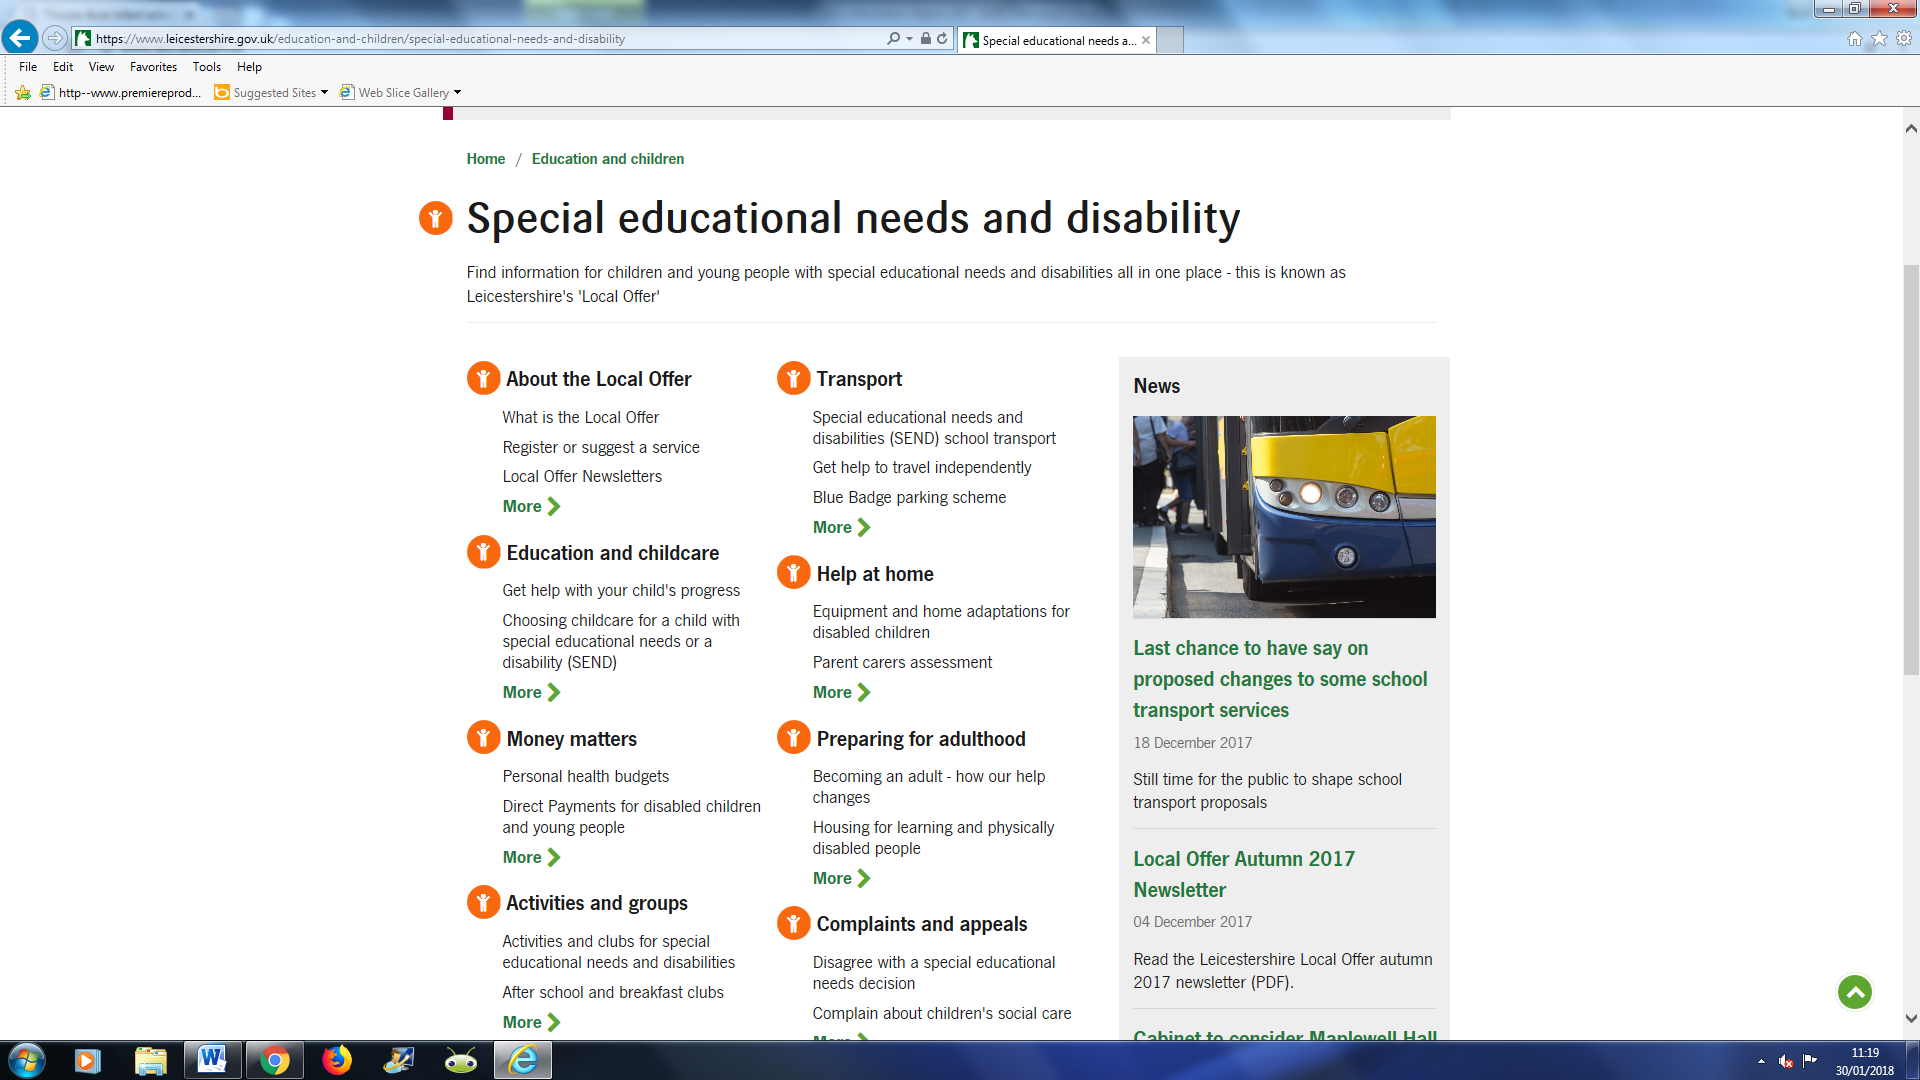 https://www.leicestershire.gov.uk/education-and-children/special-educational-needs-and-disability
Special educational needs a...
File Edit View Favorites Tools Help
http--www.premiereprod... Suggested Sites Web Slice Gallery
Home / Education and children
Special educational needs and disability
Find information for children and young people with special educational needs and disabilities all in one place - this is known as
Leicestershire's 'Local Offer'
About the Local Offer
What is the Local Offer
Register or suggest a service
Local Offer Newsletters
More
Education and childcare
Get help with your child's progress
Choosing childcare for a child with
special educational needs or a
disability (SEND)
More
Money matters
Personal health budgets
Direct Payments for disabled children
and young people
More
Activities and groups
Activities and clubs for special
educational needs and disabilities
After school and breakfast clubs
More
Transport
Special educational needs and
disabilities (SEND) school transport
Get help to travel independently
Blue Badge parking scheme
More
Help at home
Equipment and home adaptations for
disabled children
Parent carers assessment
More
Preparing for adulthood
Becoming an adult - how our help
changes
Housing for learning and physically
disabled people
More
Complaints and appeals
Disagree with a special educational
needs decision
Complain about children's social care
More
News
Last chance to have say on
proposed changes to some school
transport services
18 December 2017
Still time for the public to shape school
transport proposals
Local Offer Autumn 2017
Newsletter
04 December 2017
Read the Leicestershire Local Offer autumn
2017 newsletter (PDF).
Cabinet to consider Maplewell Hall
11:19
30/01/2018